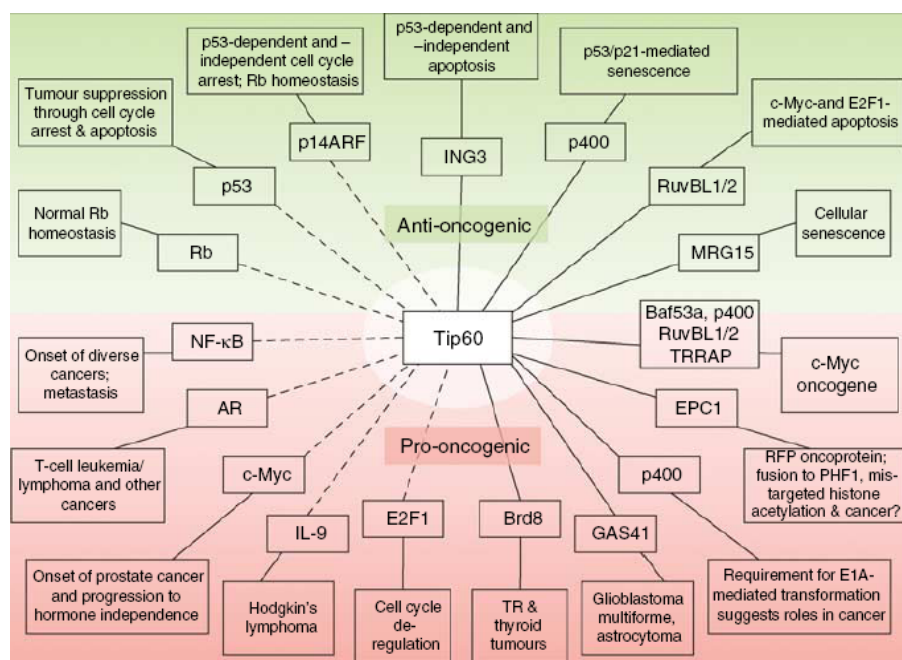 p53-dependent and –
independent cell cycle
arrest; Rb homeostasis
p53-dependent and
–independent
apoptosis
p53/p21-mediated
senescence
Tumour suppression
through cell cycle
arrest & apoptosis
c-Myc-and E2F1-
mediated apoptosis
p14ARF
ING3
p400
p53
RuvBL1/2
Normal Rb
homeostasis
Anti-oncogenic
Cellular
senescence
Rb
MRG15
Tip60
Baf53a, p400
RuvBL1/2
TRRAP
NF-κB
Onset of diverse
cancers;
metastasis
c-Myc
oncogene
AR
EPC1
Pro-oncogenic
T-cell leukemia/
lymphoma and other
cancers
c-Myc
p400
RFP oncoprotein;
fusion to PHF1, mis-
targeted histone
acetylation & cancer?
IL-9
E2F1
Brd8
GAS41
Onset of prostate cancer
and progression to
hormone independence
Hodgkin's
lymphoma
Cell cycle
de-
regulation
TR &
thyroid
tumours
Glioblastoma
multiforme,
astrocytoma
Requirement for E1A-
mediated transformation
suggests roles in cancer